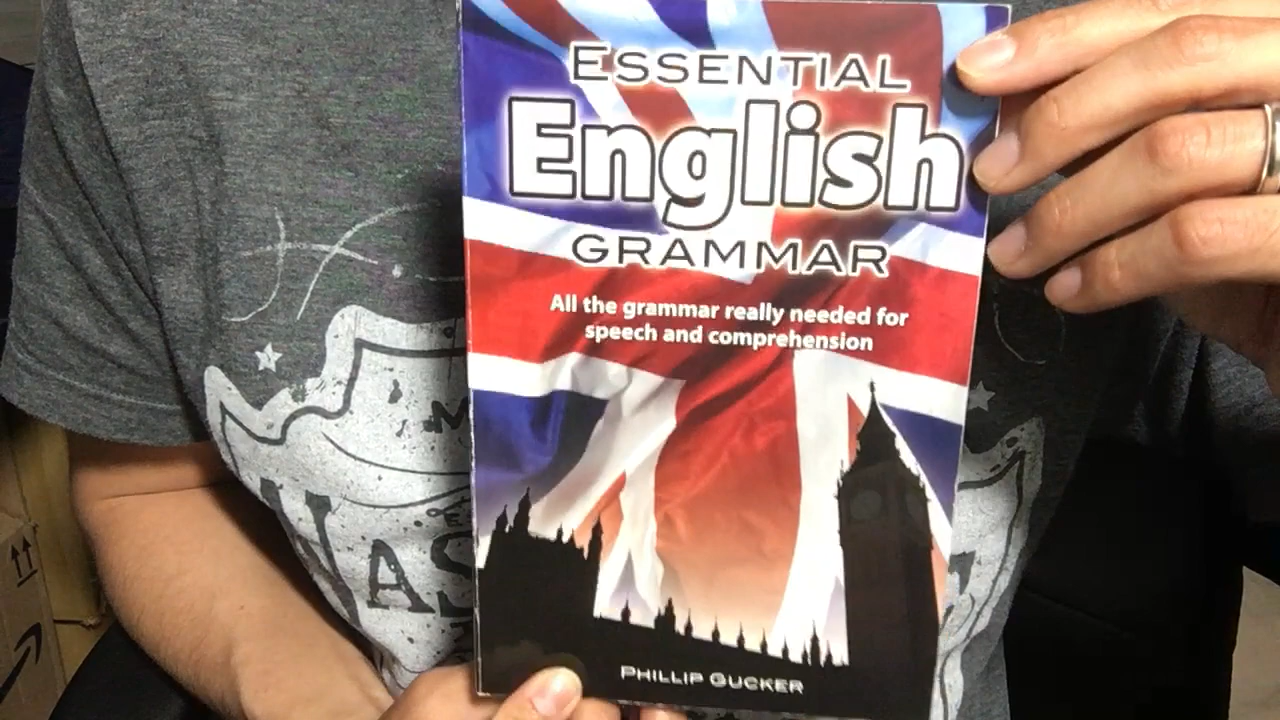 ESSENTIAL
English
GRAMMAR
All the grammar really needed for
speech and comprehension
PHILLIP GUCKER